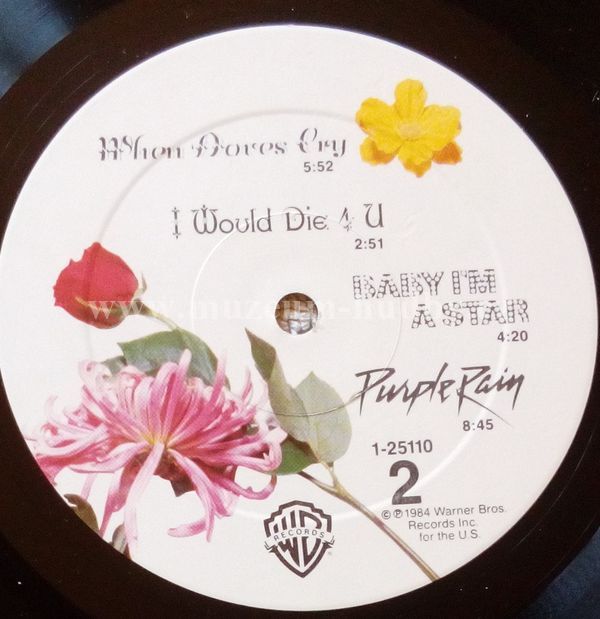 When Doves Cry
5:52
I Would Die 4 U
2:51
BABY I'M
A STAR
4:20
Purple Rain
8:45
1-25110
2
© ℗ 1984 Warner Bros.
Records Inc.
for the U.S.
WB
RECORDS
®